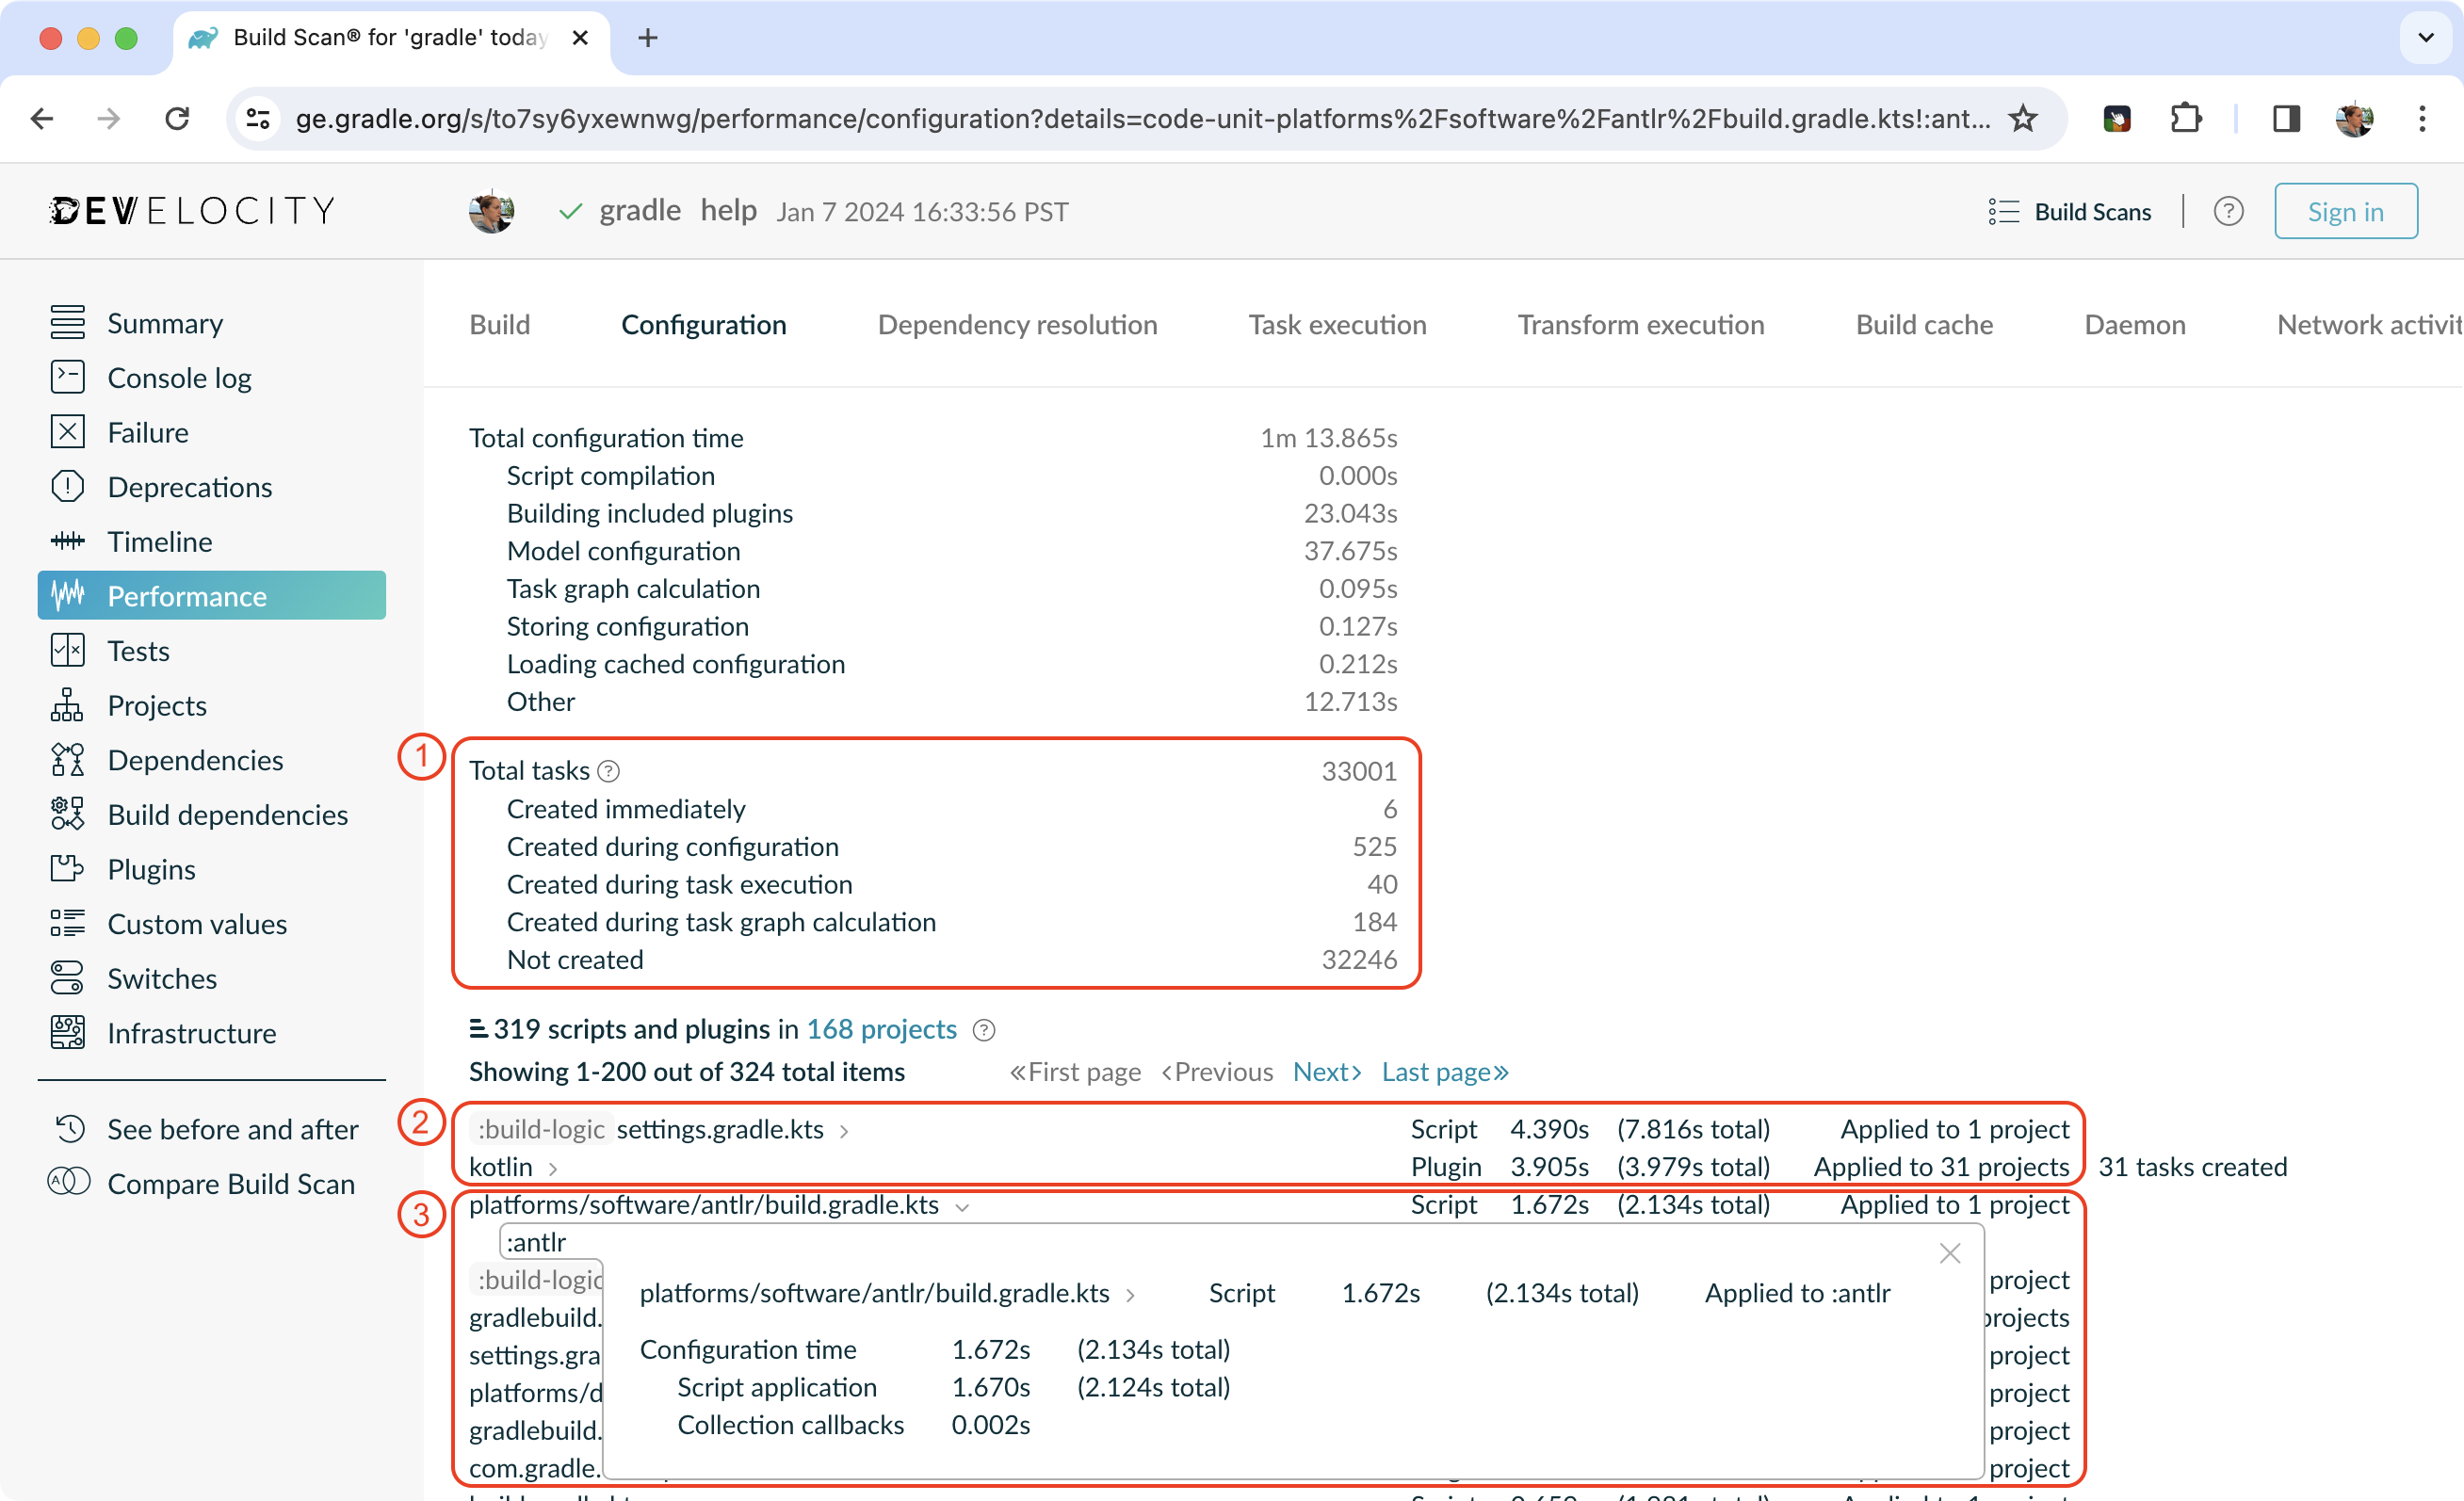 Build Scan® for 'gradle' today
ge.gradle.org/s/to7sy6yxewnwg/performance/configuration?details=code-unit-platforms%2Fsoftware%2Fantlr%2Fbuild.gradle.kts!:ant...
DEVELOCITY
gradle help Jan 7 2024 16:33:56 PST
Build Scans
?
Sign in
Summary
Console log
Failure
Deprecations
Timeline
Performance
Tests
Projects
Dependencies
Build dependencies
Plugins
Custom values
Switches
Infrastructure
See before and after
Compare Build Scan
Build Configuration Dependency resolution Task execution Transform execution Build cache Daemon Network activit
Total configuration time 1m 13.865s
Script compilation 0.000s
Building included plugins 23.043s
Model configuration 37.675s
Task graph calculation 0.095s
Storing configuration 0.127s
Loading cached configuration 0.212s
Other 12.713s
1
Total tasks ? 33001
Created immediately 6
Created during configuration 525
Created during task execution 40
Created during task graph calculation 184
Not created 32246
319 scripts and plugins in 168 projects ?
Showing 1-200 out of 324 total items «First page ‹Previous Next› Last page»
2
:build-logic settings.gradle.kts › Script 4.390s (7.816s total) Applied to 1 project
kotlin › Plugin 3.905s (3.979s total) Applied to 31 projects 31 tasks created
3
platforms/software/antlr/build.gradle.kts Script 1.672s (2.134s total) Applied to 1 project
:antlr
platforms/software/antlr/build.gradle.kts › Script 1.672s (2.134s total) Applied to :antlr
Configuration time 1.672s (2.134s total)
Script application 1.670s (2.124s total)
Collection callbacks 0.002s
:build-logic project
gradlebuild. projects
settings.gra project
platforms/d project
gradlebuild. project
com.gradle. project